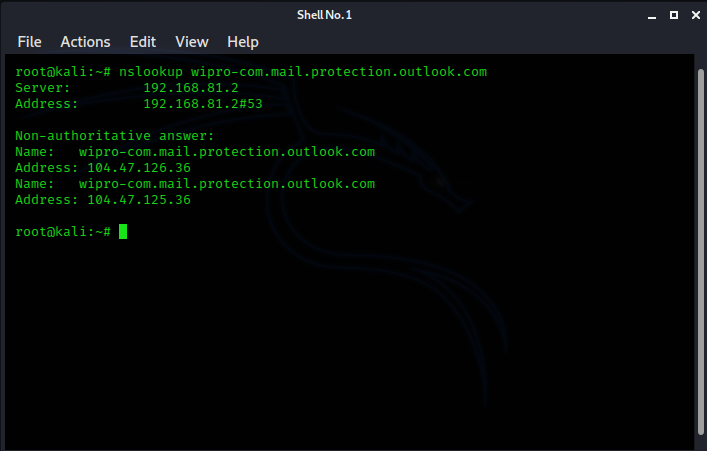 Shell No. 1
File Actions Edit View Help
root@kali:~# nslookup wipro-com.mail.protection.outlook.com
Server: 192.168.81.2
Address: 192.168.81.2#53
Non-authoritative answer:
Name: wipro-com.mail.protection.outlook.com
Address: 104.47.126.36
Name: wipro-com.mail.protection.outlook.com
Address: 104.47.125.36
root@kali:~#